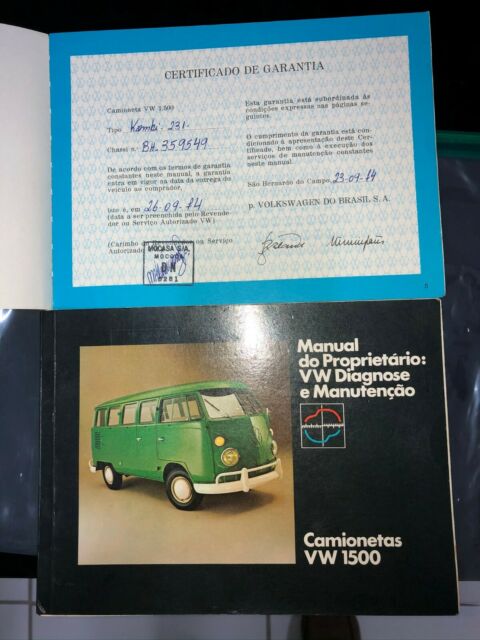 CERTIFICADO DE GARANTIA
Camioneta VW 1.500
Tipo Kombi - 231 -
Chassi n.º BH. 359549
De acordo com os termos de garantia
constantes neste manual, a garantia
entra em vigor na data da entrega do
veículo ao comprador,
isto é, em 26.09.74
(data a ser preenchida pelo Revende
dor ou Serviço Autorizado VW)
(Carimbo do ou Serviço
Autorizado
MOCASA S/A.
MOCOCA
D N
0281
Esta garantia está subordinada às
condições expressas nas páginas se-
guintes.
O cumprimento da garantia está con-
dicionado à apresentação deste Cer-
tificado, bem como à execução dos
serviços de manutenção constantes
neste manual.
São Bernardo do Campo, 23-09-74
p. VOLKSWAGEN DO BRASIL S. A.
5
Manual
do Proprietário:
VW Diagnose
e Manutenção
Camionetas
VW 1500